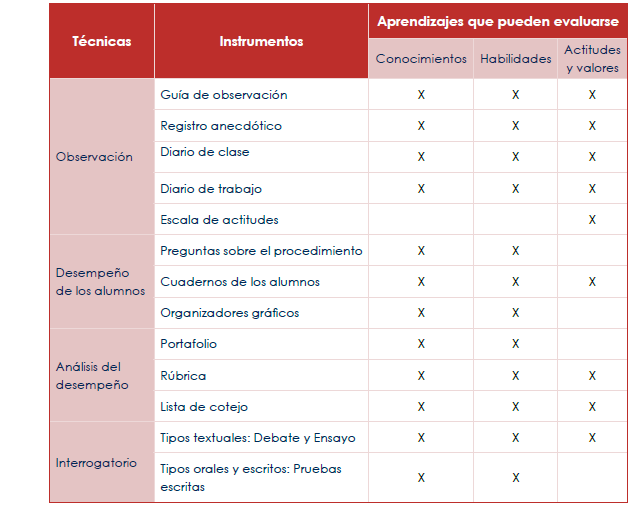 Técnicas Instrumentos Aprendizajes que pueden evaluarse
Conocimientos Habilidades Actitudes y valores
Observación
Guía de observación X X X
Registro anecdótico X X X
Diario de clase X X X
Diario de trabajo X X X
Escala de actitudes X
Desempeño
de los alumnos
Preguntas sobre el procedimiento X X
Cuadernos de los alumnos X X X
Organizadores gráficos X X
Análisis del
desempeño
Portafolio X X
Rúbrica X X X
Lista de cotejo X X X
Interrogatorio
Tipos textuales: Debate y Ensayo X X X
Tipos orales y escritos: Pruebas
escritas X X